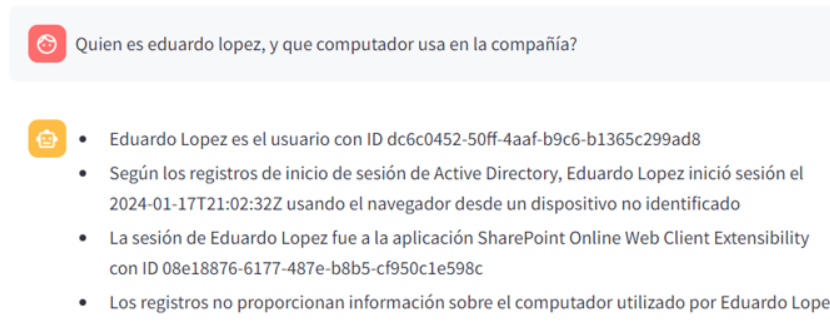 Quien es eduardo lopez, y que computador usa en la compañía?
• Eduardo Lopez es el usuario con ID dc6c0452-50ff-4aaf-b9c6-b1365c299ad8
• Según los registros de inicio de sesión de Active Directory, Eduardo Lopez inició sesión el
2024-01-17T21:02:32Z usando el navegador desde un dispositivo no identificado
• La sesión de Eduardo Lopez fue a la aplicación SharePoint Online Web Client Extensibility
con ID 08e18876-6177-487e-b8b5-cf950c1e598c
• Los registros no proporcionan información sobre el computador utilizado por Eduardo Lope